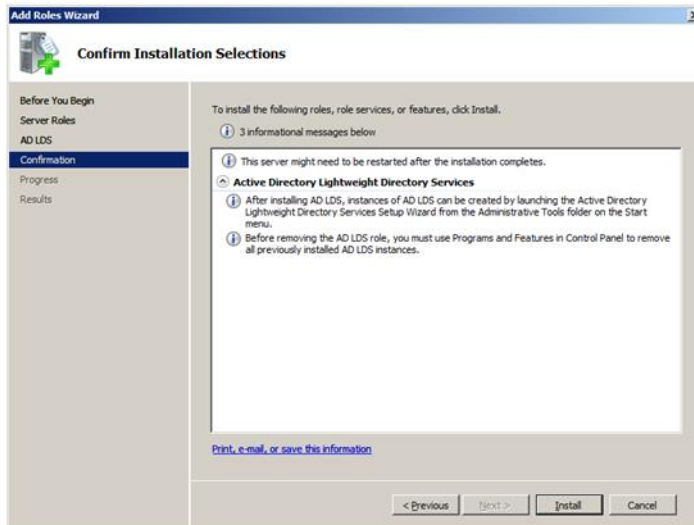 Add Roles Wizard
Confirm Installation Selections
Before You Begin
Server Roles
AD LDS
Confirmation
Progress
Results
To install the following roles, role services, or features, click Install.
3 informational messages below
This server might need to be restarted after the installation completes.
Active Directory Lightweight Directory Services
After installing AD LDS, instances of AD LDS can be created by launching the Active Directory
Lightweight Directory Services Setup Wizard from the Administrative Tools folder on the Start
menu.
Before removing the AD LDS role, you must use Programs and Features in Control Panel to remove
all previously installed AD LDS instances.
Print, e-mail, or save this information
< Previous
Next >
Install
Cancel